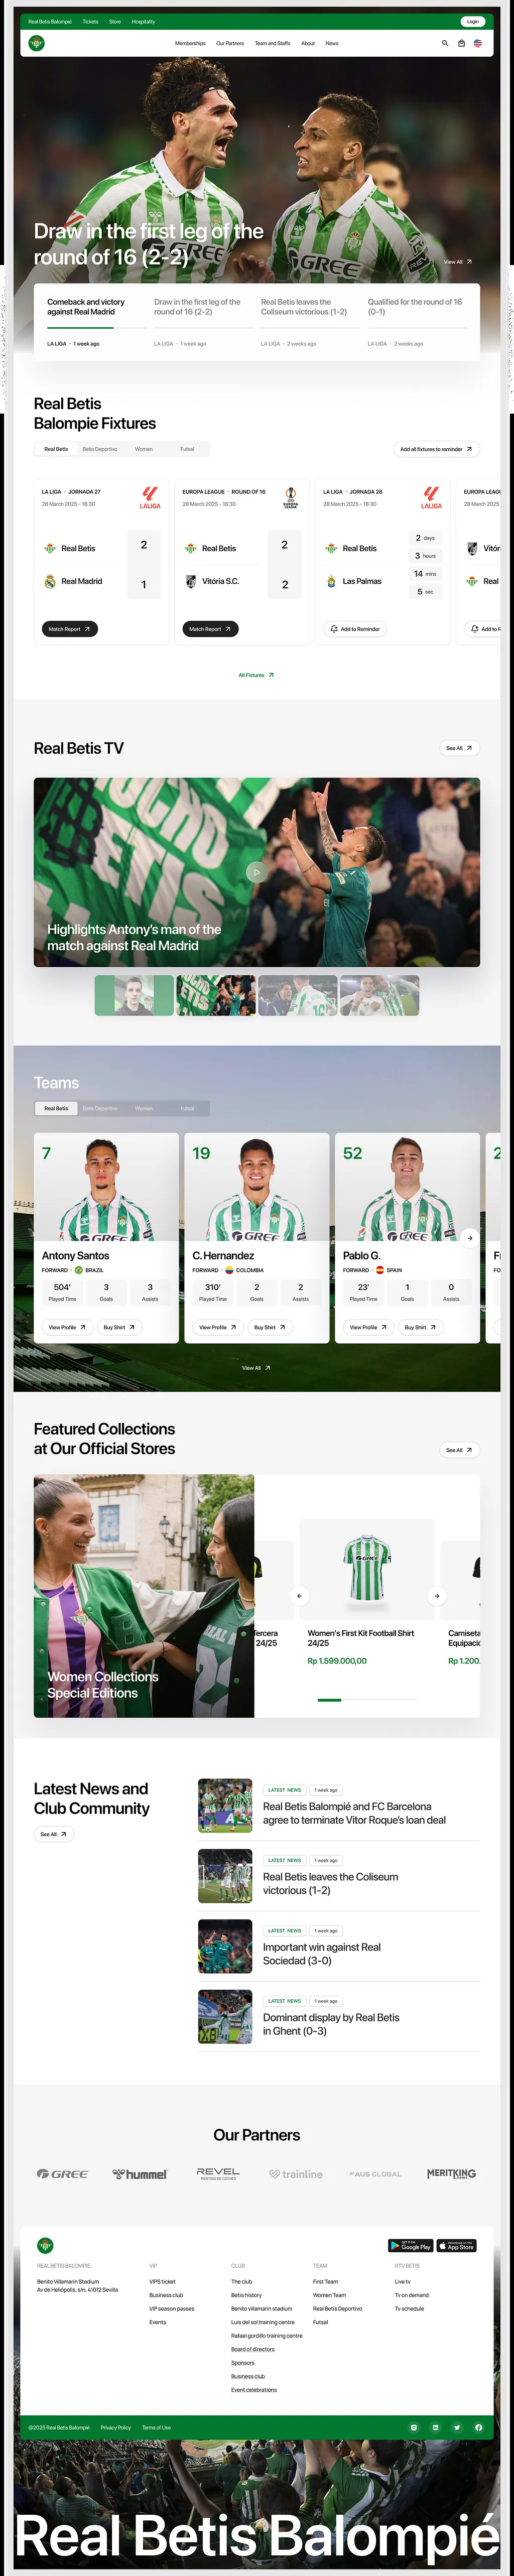 Real Betis Balompié Tickets Store Hospitality Login
Memberships Our Partners Team and Staffs About News
Draw in the first leg of the
round of 16 (2-2)
View All
Comeback and victory
against Real Madrid
LA LIGA • 1 week ago
Draw in the first leg of the
round of 16 (2-2)
LA LIGA • 1 week ago
Real Betis leaves the
Coliseum victorious (1-2)
LA LIGA • 2 weeks ago
Qualified for the round of 16
(0-1)
LA LIGA • 2 weeks ago
Real Betis
Balompie Fixtures
Real Betis Betis Deportivo Women Futsal
Add all fixtures to reminder
LA LIGA • JORNADA 27
28 March 2025 - 18:30
LALIGA
Real Betis 2
Real Madrid 1
Match Report
EUROPA LEAGUE • ROUND OF 16
28 March 2025 - 18:30
EUROPA
LEAGUE
Real Betis 2
Vitória S.C. 2
Match Report
LA LIGA • JORNADA 28
28 March 2025 - 18:30
LALIGA
Real Betis
Las Palmas
2 days
3 hours
14 mins
5 sec
Add to Reminder
EUROPA LEAG
28 March 2025
Vitór
Real
Add to R
All Fixtures
Real Betis TV
See All
Highlights Antony's man of the
match against Real Madrid
Teams
Real Betis Betis Deportivo Women Futsal
7
GREE
Antony Santos
FORWARD • BRAZIL
504' 3 3
Played Time Goals Assists
View Profile Buy Shirt
19
GREE
C. Hernandez
FORWARD • COLOMBIA
310' 2 2
Played Time Goals Assists
View Profile Buy Shirt
52
GREE
Pablo G.
FORWARD • SPAIN
23' 1 0
Played Time Goals Assists
View Profile Buy Shirt
2
Fr
FO
View All
Featured Collections
at Our Official Stores
See All
Women Collections
Special Editions
Tercera
24/25
GREE
Women's First Kit Football Shirt
24/25
Rp 1.599.000,00
Camiseta
Equipació
Rp 1.200.
Latest News and
Club Community
See All
LATEST NEWS 1 week ago
Real Betis Balompié and FC Barcelona
agree to terminate Vitor Roque's loan deal
LATEST NEWS 1 week ago
Real Betis leaves the Coliseum
victorious (1-2)
LATEST NEWS 1 week ago
Important win against Real
Sociedad (3-0)
LATEST NEWS 1 week ago
Dominant display by Real Betis
in Ghent (0-3)
Our Partners
GREE hummel REVEL trainline AUS GLOBAL MERITKING
GET IT ON
Google Play
Download on the
App Store
REAL BETIS BALOMPIE
Benito Villamarín Stadium
Av de Heliópolis, s/n, 41012 Sevilla
VIP
VIPS ticket
Business club
VIP season passes
Events
CLUB
The club
Betis history
Benito villamarín stadium
Luis del sol training centre
Rafael gordillo training centre
Board of directors
Sponsors
Business club
Event celebrations
TEAM
First Team
Women Team
Real Betis Deportivo
Futsal
RTV BETIS
Live tv
Tv on demand
Tv schedule
@2025 Real Betis Balompié Privacy Policy Terms of Use
Real Betis Balompié